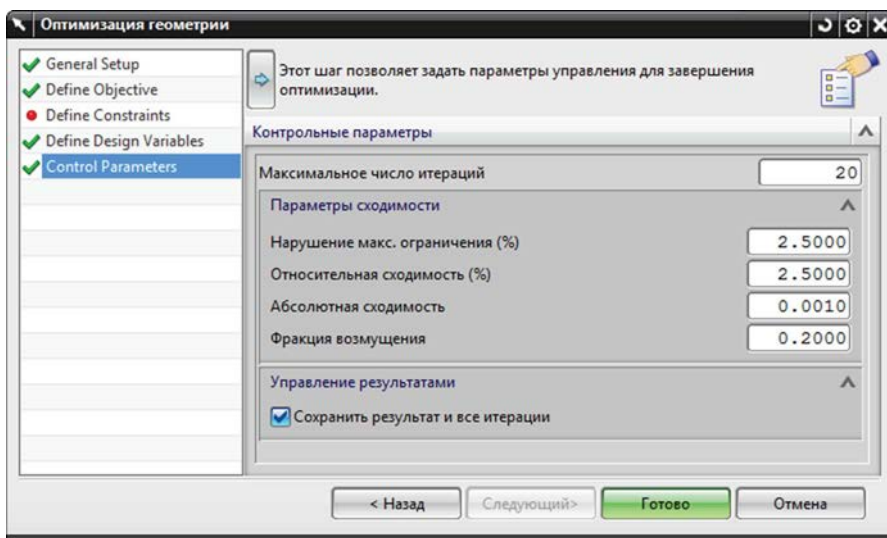 Оптимизация геометрии
General Setup
Define Objective
Define Constraints
Define Design Variables
Control Parameters
Этот шаг позволяет задать параметры управления для завершения
оптимизации.
Контрольные параметры
Максимальное число итераций 20
Параметры сходимости
Нарушение макс. ограничения (%) 2.5000
Относительная сходимость (%) 2.5000
Абсолютная сходимость 0.0010
Фракция возмущения 0.2000
Управление результатами
Сохранить результат и все итерации
< Назад Следующий> Готово Отмена